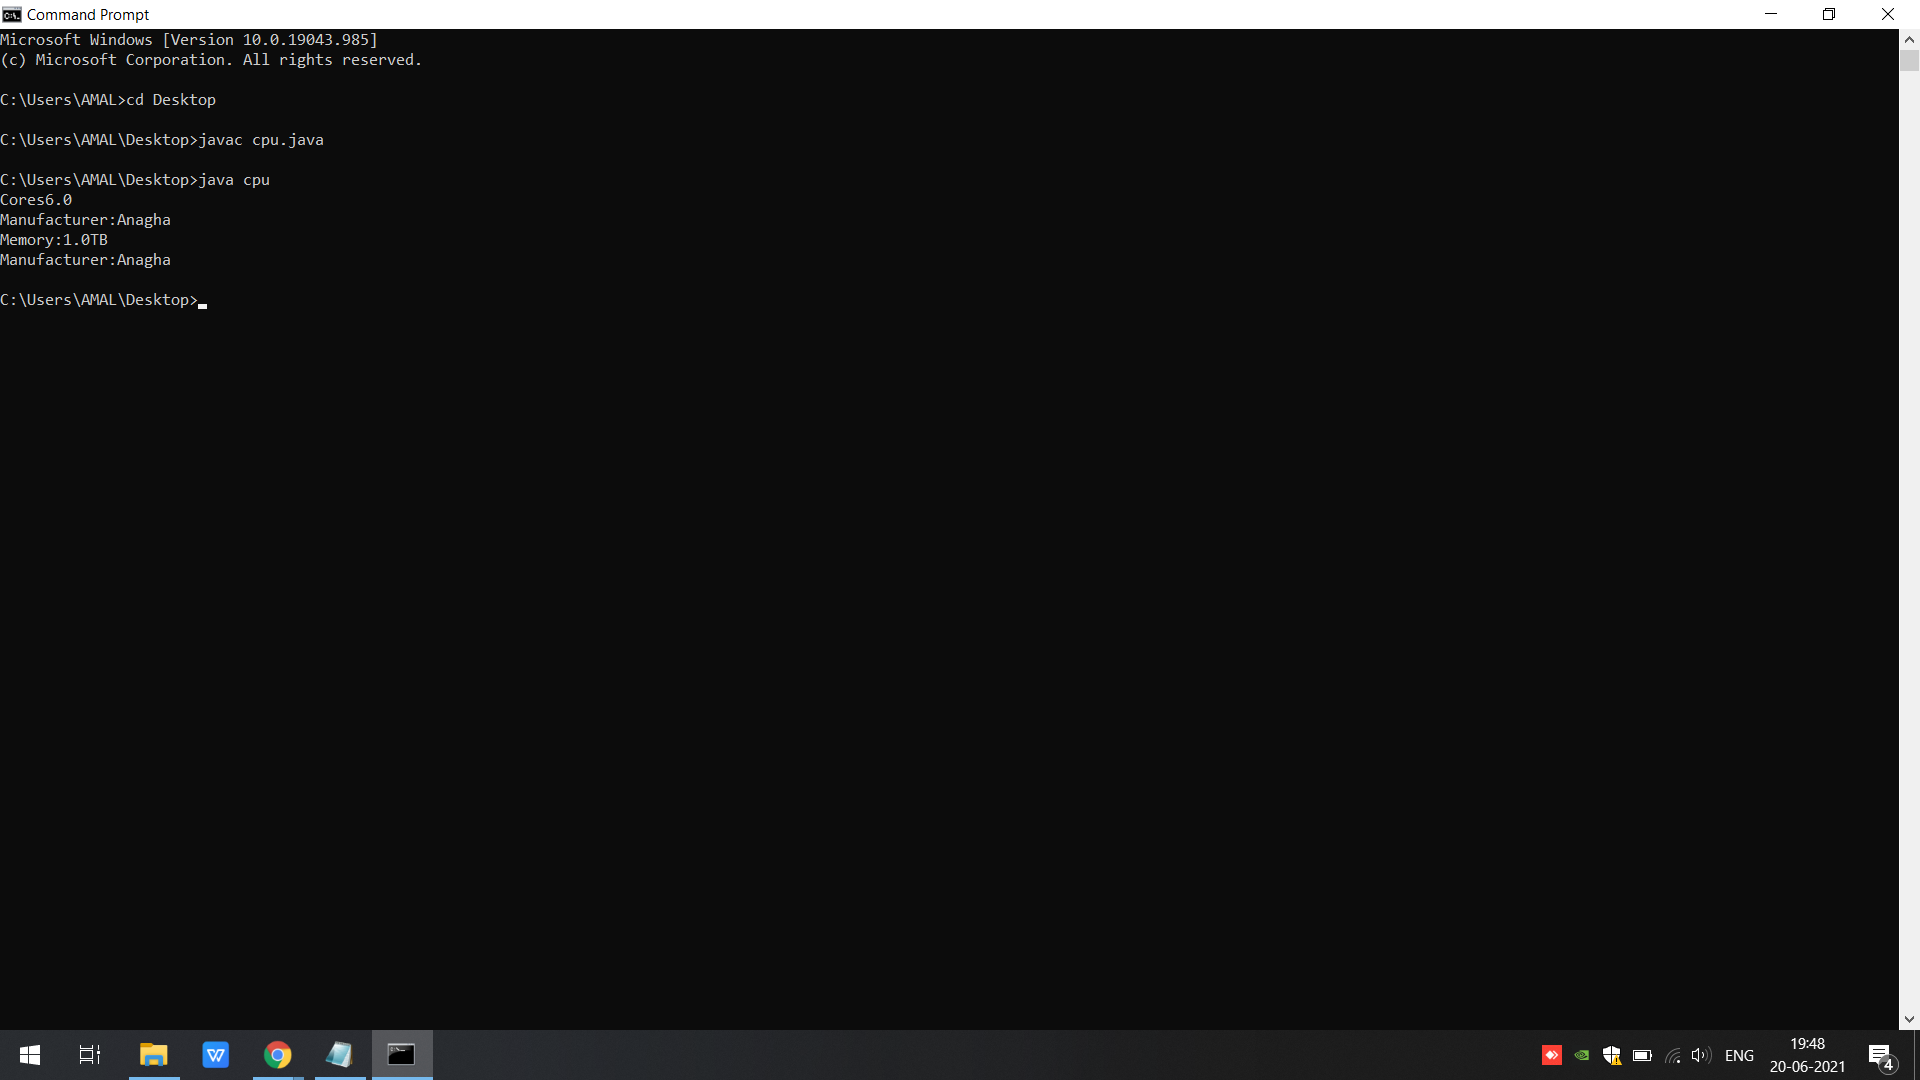 Command Prompt
Microsoft Windows [Version 10.0.19043.985]
(c) Microsoft Corporation. All rights reserved.
C:\Users\AMAL>cd Desktop
C:\Users\AMAL\Desktop>javac cpu.java
C:\Users\AMAL\Desktop>java cpu
Cores6.0
Manufacturer:Anagha
Memory:1.0TB
Manufacturer:Anagha
C:\Users\AMAL\Desktop>
ENG
19:48
20-06-2021
4